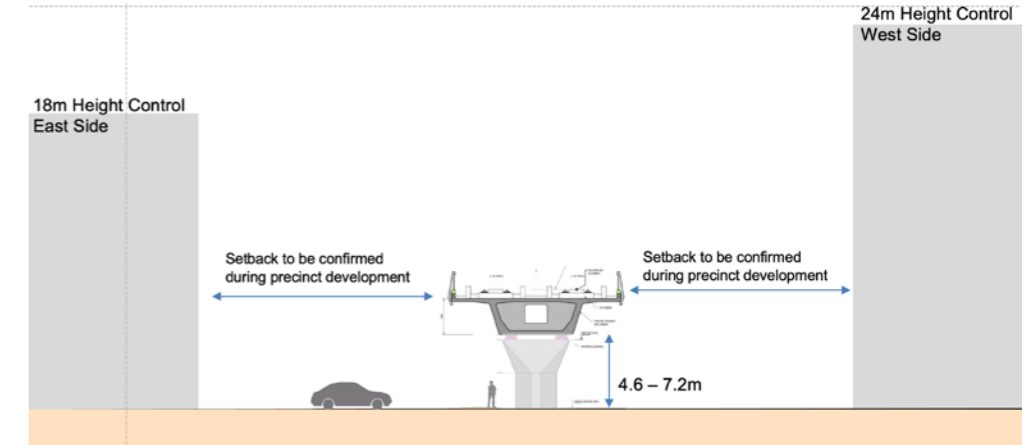 24m Height Control
West Side
18m Height Control
East Side
Setback to be confirmed
during precinct development
Setback to be confirmed
during precinct development
4.6 – 7.2m